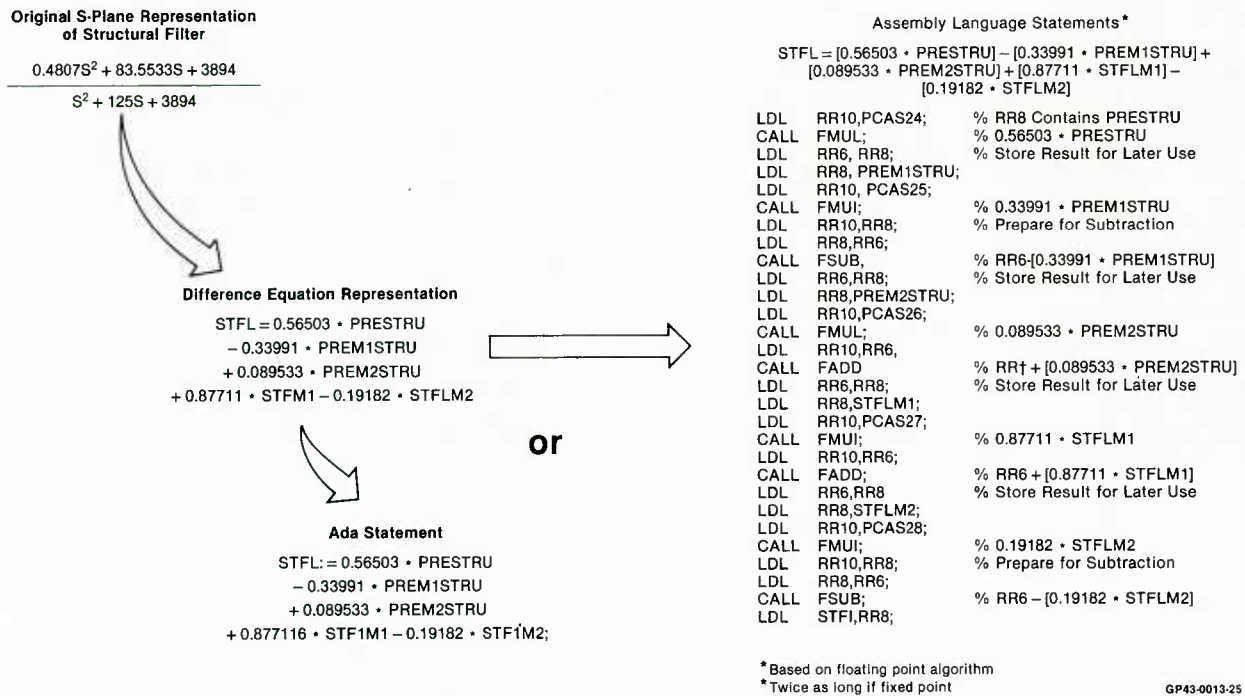 Original S-Plane Representation
of Structural Filter
0.4807S² + 83.5533S + 3894
S² + 125S + 3894
Difference Equation Representation
STFL = 0.56503 * PRESTRU
– 0.33991 * PREM1STRU
+ 0.089533 * PREM2STRU
+ 0.87711 * STFM1 – 0.19182 * STFLM2
or
Ada Statement
STFL: = 0.56503 * PRESTRU
– 0.33991 * PREM1STRU
+ 0.089533 * PREM2STRU
+ 0.877116 * STF1M1 – 0.19182 * STF1M2;
Assembly Language Statements*
STFL = [0.56503 * PRESTRU] – [0.33991 * PREM1STRU] +
[0.089533 * PREM2STRU] + [0.87711 * STFLM1] –
[0.19182 * STFLM2]
LDL RR10,PCAS24; % RR8 Contains PRESTRU
CALL FMUL; % 0.56503 * PRESTRU
LDL RR6, RR8; % Store Result for Later Use
LDL RR8, PREM1STRU;
LDL RR10, PCAS25;
CALL FMUI; % 0.33991 * PREM1STRU
LDL RR10,RR8; % Prepare for Subtraction
LDL RR8,RR6;
CALL FSUB, % RR6-[0.33991 * PREM1STRU]
LDL RR6,RR8; % Store Result for Later Use
LDL RR8,PREM2STRU;
LDL RR10,PCAS26;
CALL FMUL; % 0.089533 * PREM2STRU
LDL RR10,RR6,
CALL FADD % RR† + [0.089533 * PREM2STRU]
LDL RR6,RR8; % Store Result for Later Use
LDL RR8,STFLM1;
LDL RR10,PCAS27;
CALL FMUI; % 0.87711 * STFLM1
LDL RR10,RR6;
CALL FADD; % RR6 + [0.87711 * STFLM1]
LDL RR6,RR8 % Store Result for Later Use
LDL RR8,STFLM2;
LDL RR10,PCAS28;
CALL FMUI; % 0.19182 * STFLM2
LDL RR10,RR8; % Prepare for Subtraction
LDL RR8,RR6;
CALL FSUB; % RR6 – [0.19182 * STFLM2]
LDL STFI,RR8;
*Based on floating point algorithm
*Twice as long if fixed point
GP43-0013-25